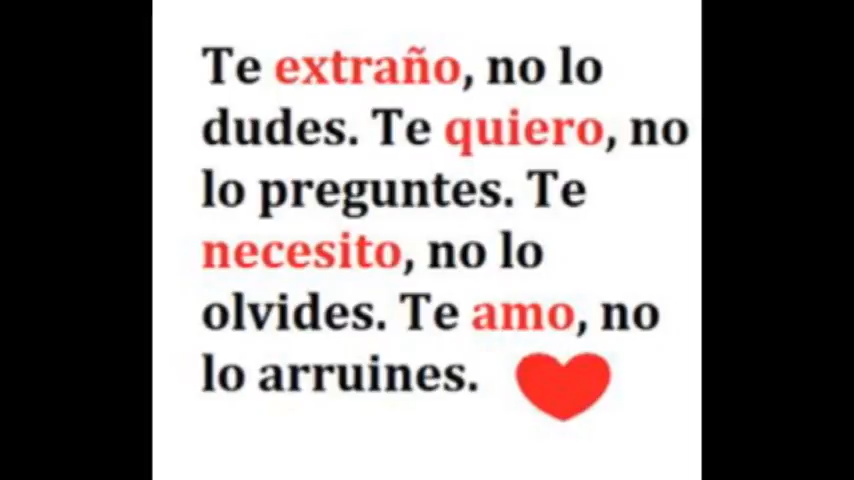 Te extraño, no lo
dudes. Te quiero, no
lo preguntes. Te
necesito, no lo
olvides. Te amo, no
lo arruines.